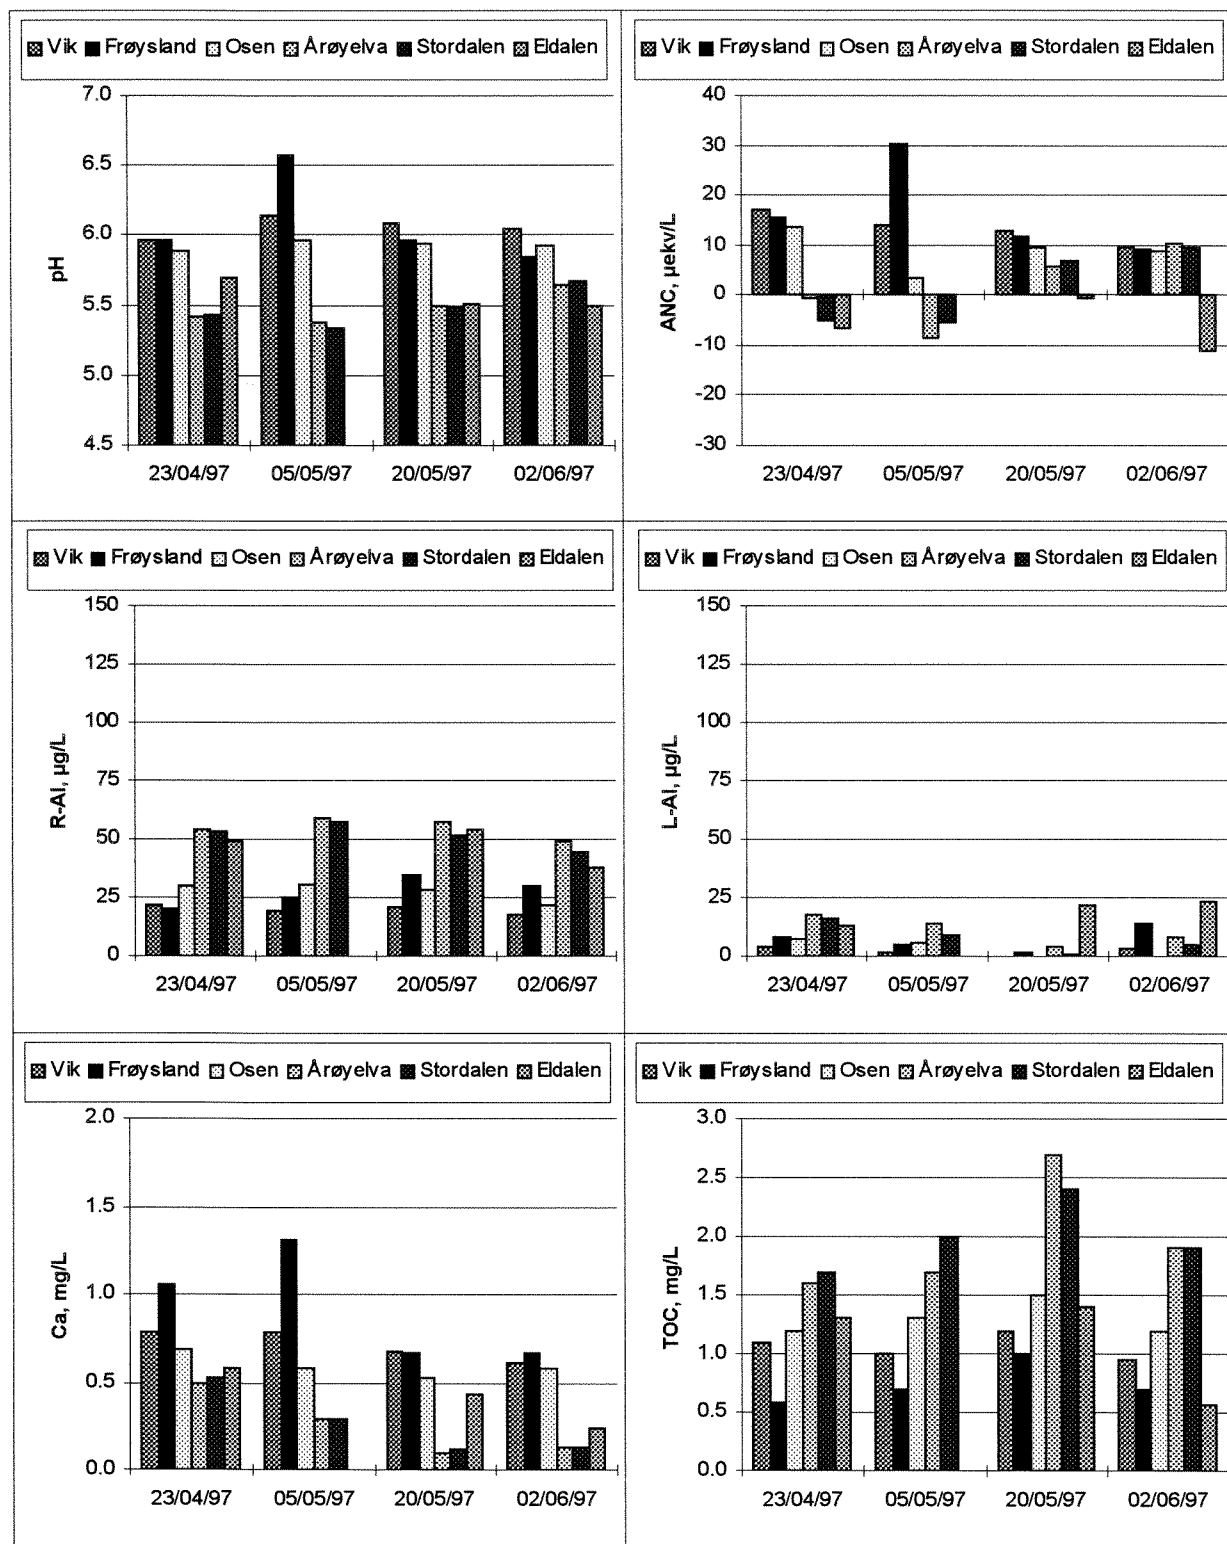 Vik Frøysland Osen Årøyelva Stordalen Eldalen
7.0
6.5
6.0
5.5
5.0
4.5
pH
23/04/97 05/05/97 20/05/97 02/06/97
Vik Frøysland Osen Årøyelva Stordalen Eldalen
40
30
20
10
0
-10
-20
-30
ANC, µekv/L
23/04/97 05/05/97 20/05/97 02/06/97
Vik Frøysland Osen Årøyelva Stordalen Eldalen
150
125
100
75
50
25
0
R-Al, µg/L
23/04/97 05/05/97 20/05/97 02/06/97
Vik Frøysland Osen Årøyelva Stordalen Eldalen
150
125
100
75
50
25
0
L-Al, µg/L
23/04/97 05/05/97 20/05/97 02/06/97
Vik Frøysland Osen Årøyelva Stordalen Eldalen
2.0
1.5
1.0
0.5
0.0
Ca, mg/L
23/04/97 05/05/97 20/05/97 02/06/97
Vik Frøysland Osen Årøyelva Stordalen Eldalen
3.0
2.5
2.0
1.5
1.0
0.5
0.0
TOC, mg/L
23/04/97 05/05/97 20/05/97 02/06/97